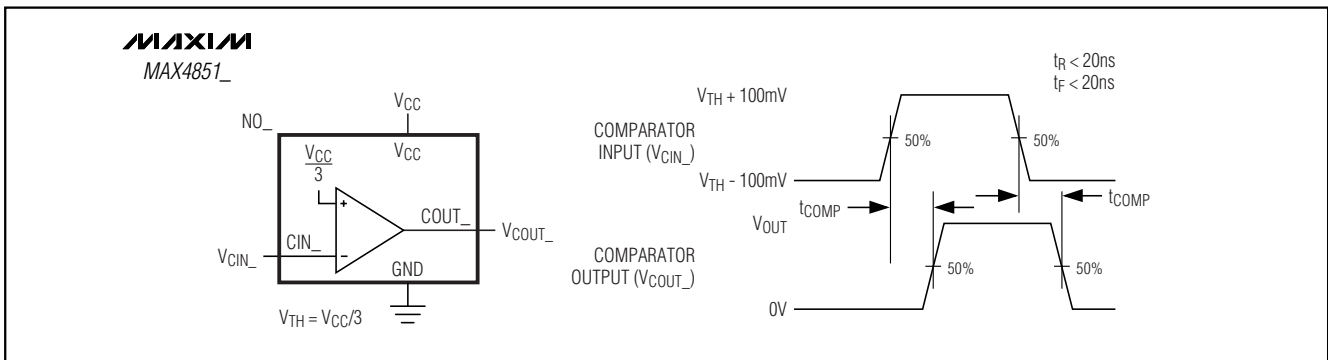 MAXIM
MAX4851_
NO_
VCC
VCC
VCC
3
+
-
CIN_
COUT_
GND
VCIN_
VCOUT_
VTH = VCC/3
tR < 20ns
tF < 20ns
VTH + 100mV
COMPARATOR
INPUT (VCIN_)
50%
50%
VTH - 100mV
tCOMP
tCOMP
VOUT
COMPARATOR
OUTPUT (VCOUT_)
50%
50%
0V